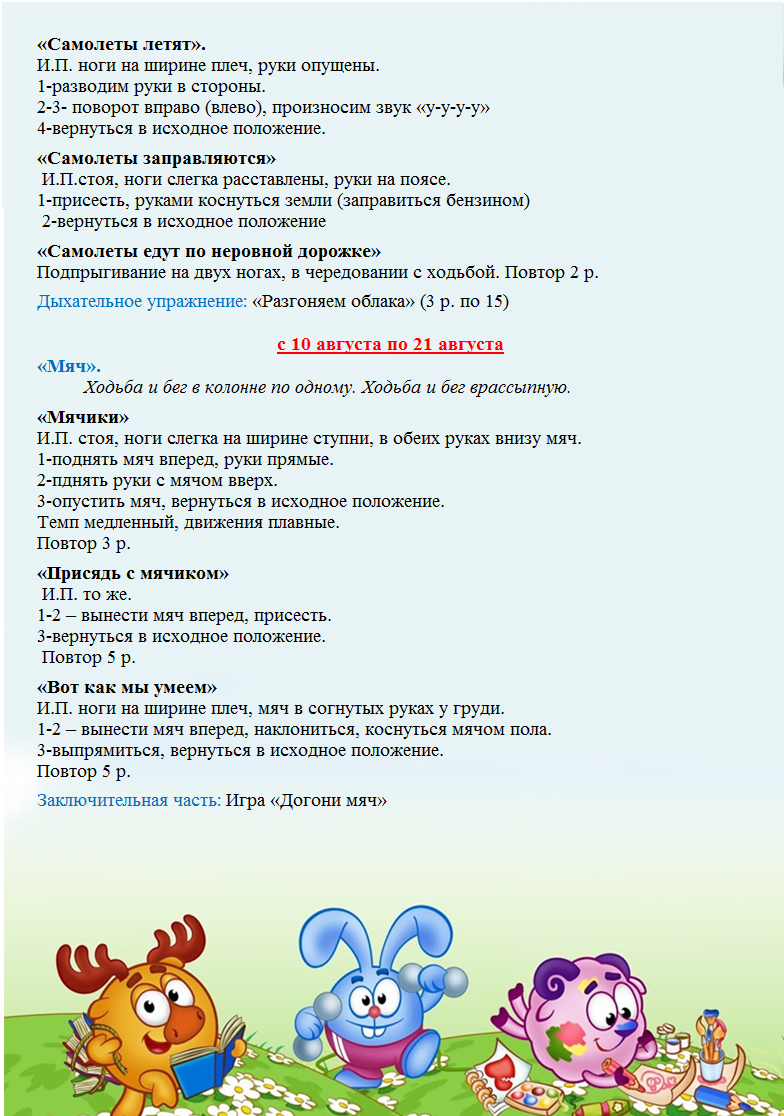 «Самолеты летят».
И.П. ноги на ширине плеч, руки опущены.
1-разводим руки в стороны.
2-3- поворот вправо (влево), произносим звук «у-у-у-у»
4-вернуться в исходное положение.
«Самолеты заправляются»
И.П.стоя, ноги слегка расставлены, руки на поясе.
1-присесть, руками коснуться земли (заправиться бензином)
2-вернуться в исходное положение
«Самолеты едут по неровной дорожке»
Подпрыгивание на двух ногах, в чередовании с ходьбой. Повтор 2 р.
Дыхательное упражнение: «Разгоняем облака» (3 р. по 15)
с 10 августа по 21 августа
«Мяч».
Ходьба и бег в колонне по одному. Ходьба и бег врассыпную.
«Мячики»
И.П. стоя, ноги слегка на ширине ступни, в обеих руках внизу мяч.
1-поднять мяч вперед, руки прямые.
2-пднять руки с мячом вверх.
3-опустить мяч, вернуться в исходное положение.
Темп медленный, движения плавные.
Повтор 3 р.
«Присядь с мячиком»
И.П. то же.
1-2 – вынести мяч вперед, присесть.
3-вернуться в исходное положение.
Повтор 5 р.
«Вот как мы умеем»
И.П. ноги на ширине плеч, мяч в согнутых руках у груди.
1-2 – вынести мяч вперед, наклониться, коснуться мячом пола.
3-выпрямиться, вернуться в исходное положение.
Повтор 5 р.
Заключительная часть: Игра «Догони мяч»